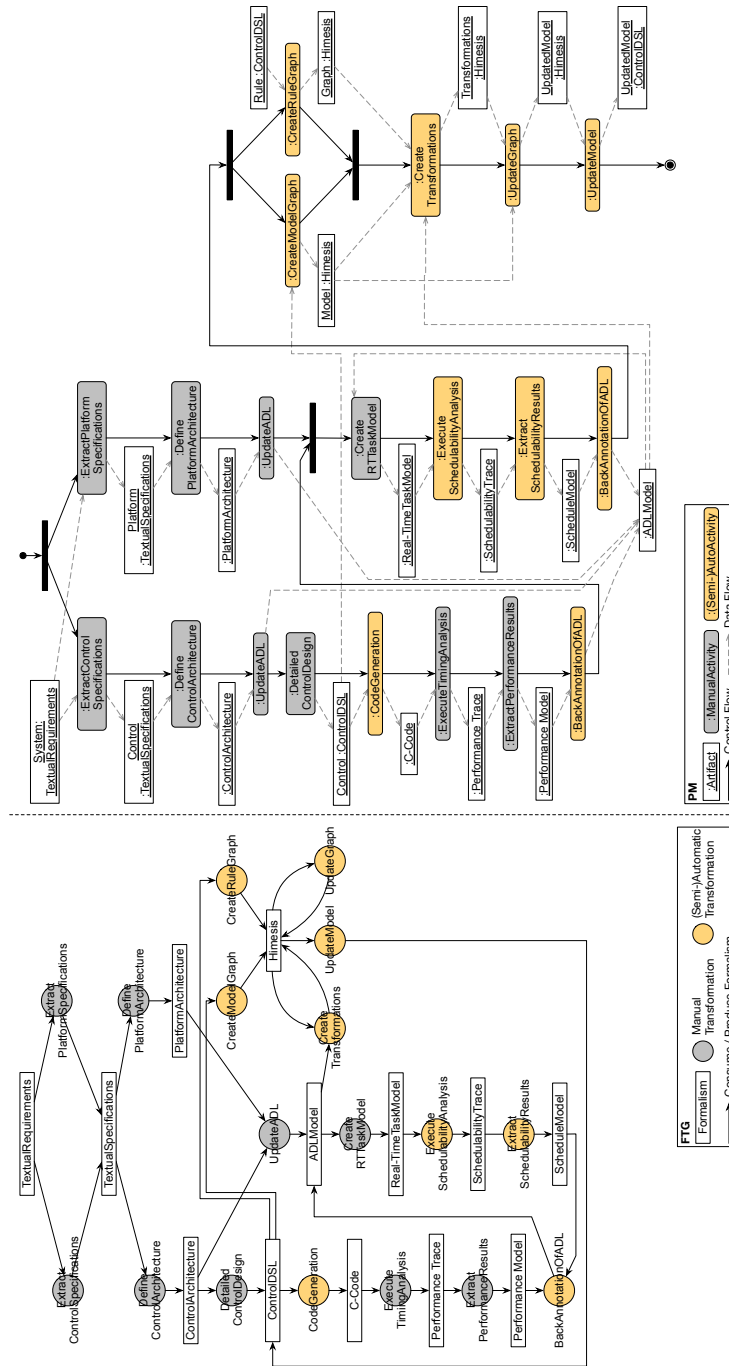 TextualRequirements
Extract
ControlSpecifications
Extract
PlatformSpecifications
TextualSpecifications
Define
ControlArchitecture
Define
PlatformArchitecture
ControlArchitecture
PlatformArchitecture
Detailed
ControlDesign
UpdateADL
ControlDSL
ADLModel
CreateModelGraph
CreateRuleGraph
Himesis
Create
Transformations
UpdateModel
UpdateGraph
CodeGeneration
Create
RTTaskModel
C-Code
Real-TimeTaskModel
Execute
TimingAnalysis
Execute
SchedulabilityAnalysis
Performance Trace
SchedulabilityTrace
Extract
PerformanceResults
Extract
SchedulabilityResults
Performance Model
ScheduleModel
BackAnnotationOfADL
FTG
Formalism
Manual
Transformation
(Semi-)Automatic
Transformation
Consume / Produce Formalism
System:
TextualRequirements
:ExtractControl
Specifications
:ExtractPlatform
Specifications
Control
:TextualSpecifications
Platform
:TextualSpecifications
:Define
ControlArchitecture
:Define
PlatformArchitecture
:ControlArchitecture
:PlatformArchitecture
:UpdateADL
:UpdateADL
:Detailed
ControlDesign
Control :ControlDSL
:CodeGeneration
:C-Code
:ExecuteTimingAnalysis
:Performance Trace
:ExtractPerformanceResults
:Performance Model
:BackAnnotationOfADL
:Create
RTTaskModel
:Real-TimeTaskModel
:Execute
SchedulabilityAnalysis
:SchedulabilityTrace
:Extract
SchedulabilityResults
:ScheduleModel
:BackAnnotationOfADL
:ADLModel
Rule :ControlDSL
:CreateModelGraph
:CreateRuleGraph
Model :Himesis
Graph :Himesis
:Create
Transformations
Transformations
:Himesis
:UpdateGraph
UpdatedModel
:Himesis
:UpdateModel
UpdatedModel
:ControlDSL
PM
:Artifact
:ManualActivity
:(Semi-)AutoActivity
Control Flow
Data Flow